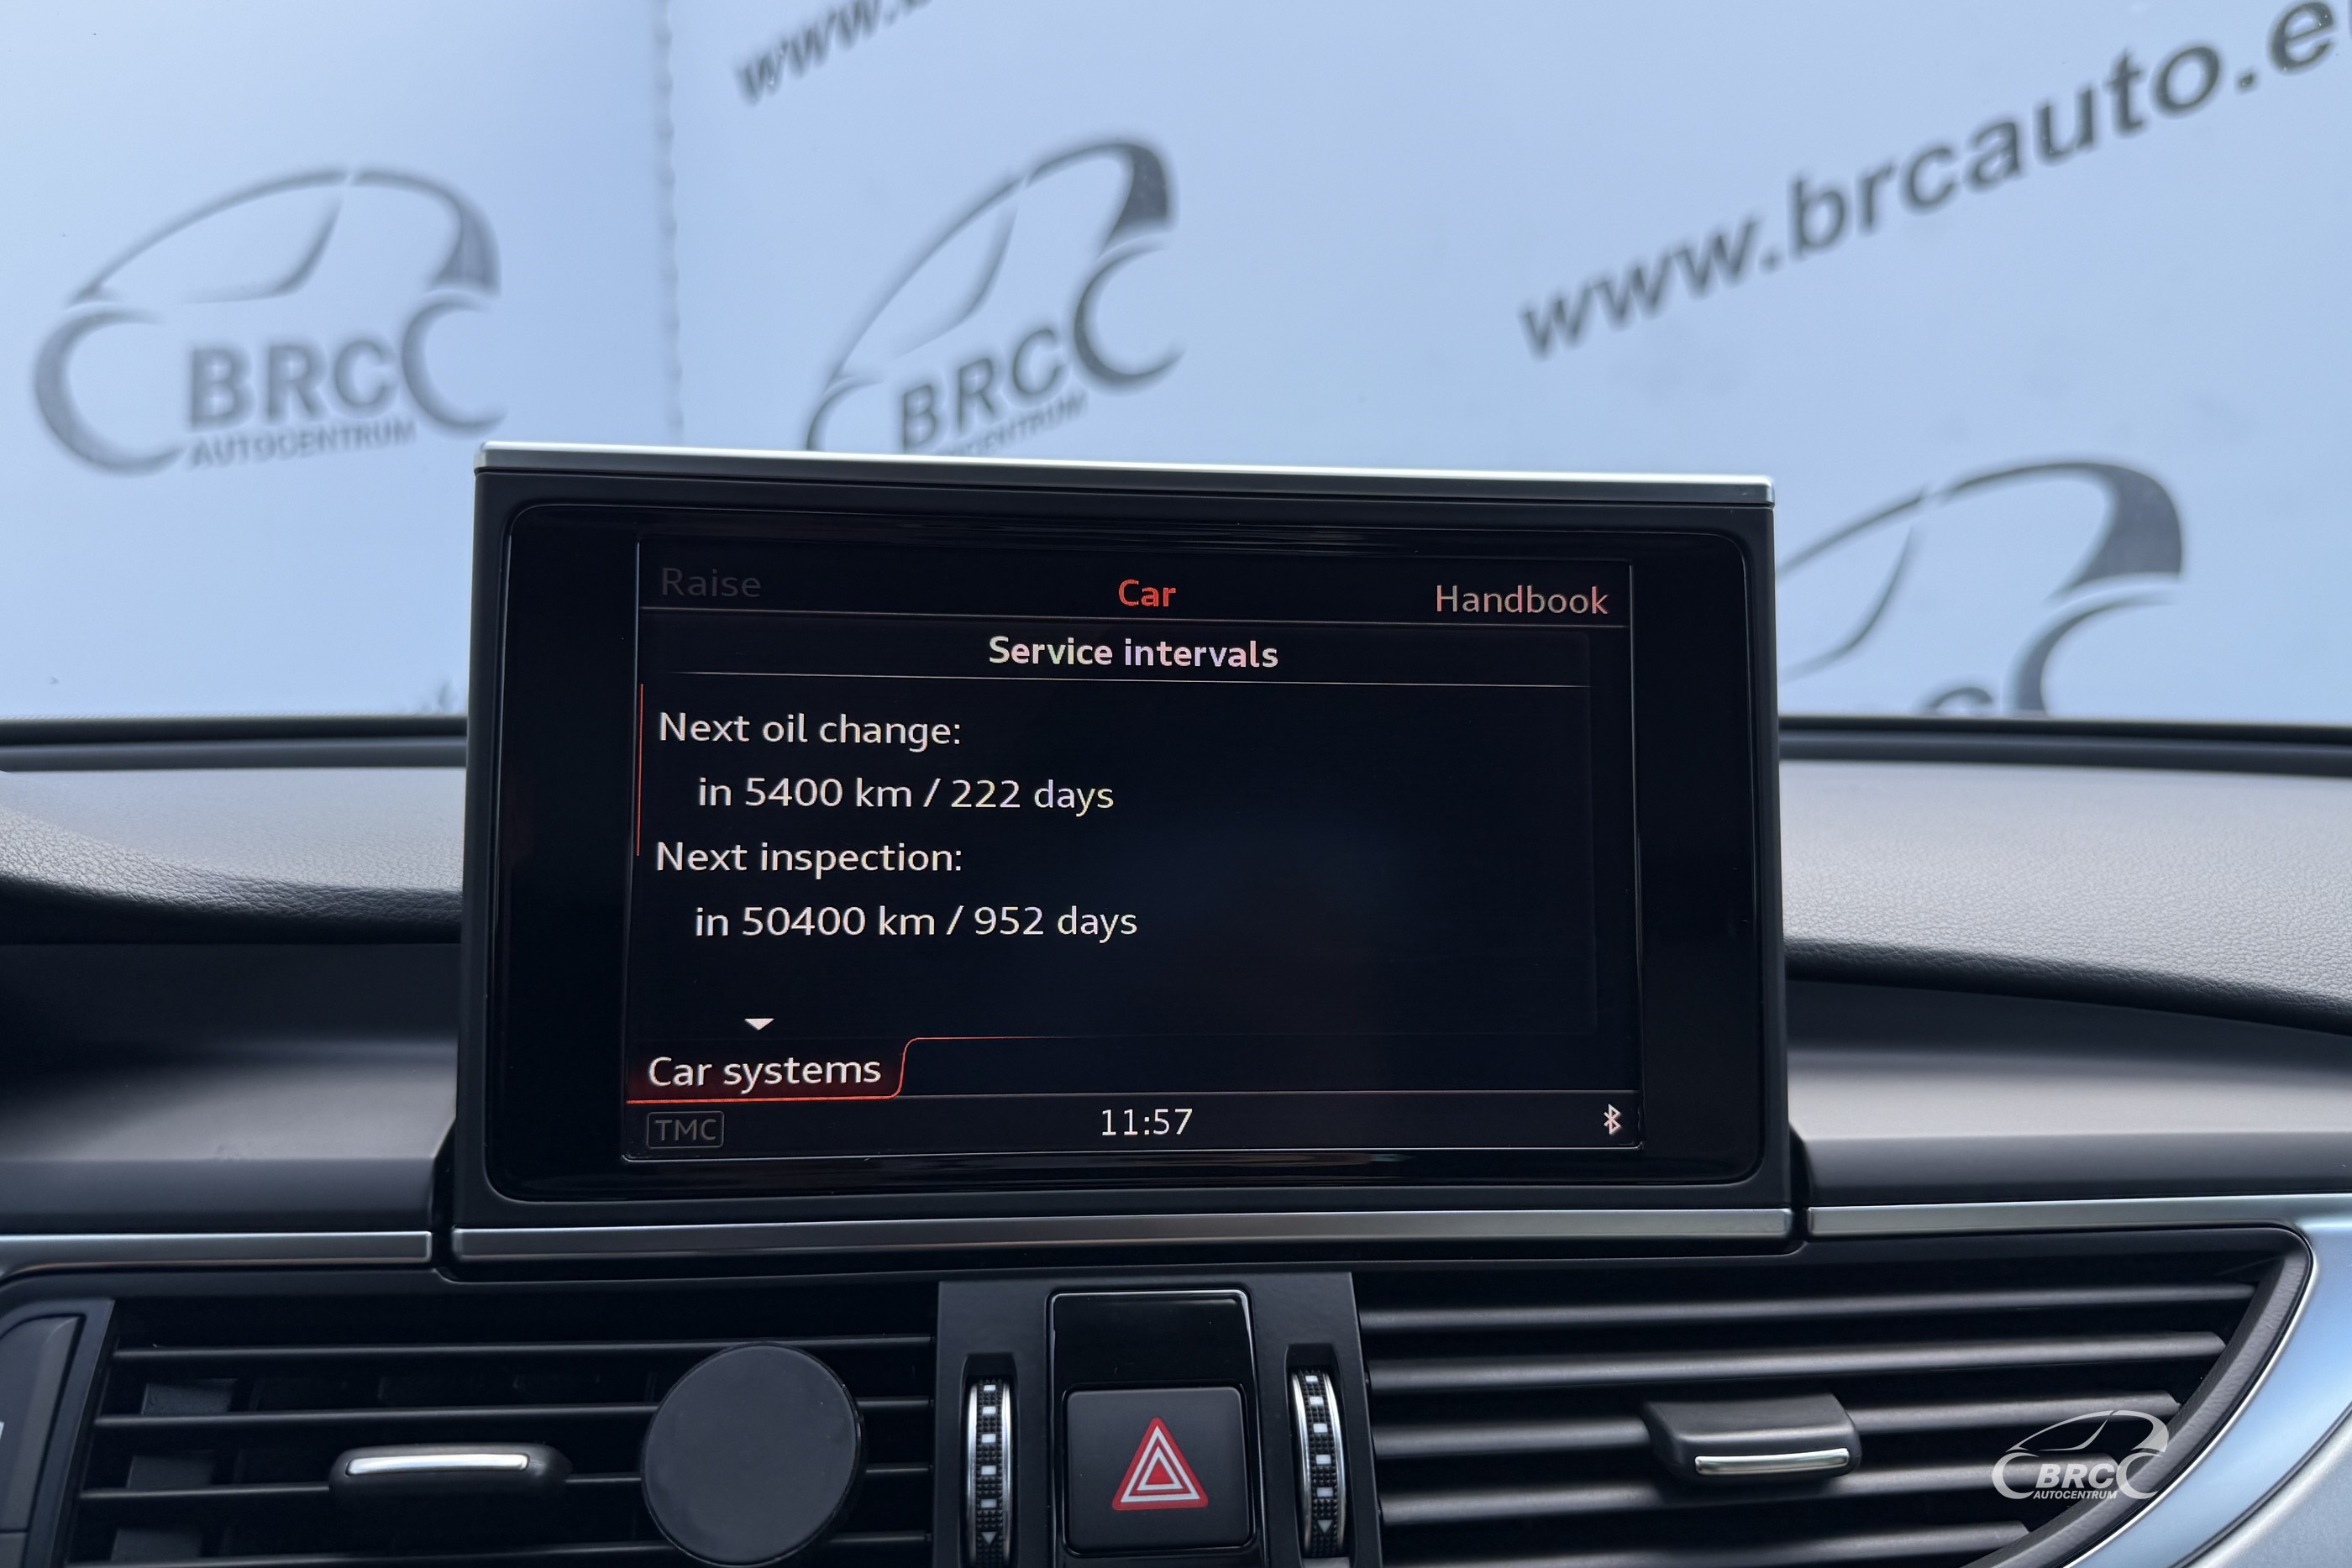 www.brcauto.e
BRC
AUTOCENTRUM
BRC
AUTOCENTRUM
Raise
Car
Handbook
Service intervals
Next oil change:
in 5400 km / 222 days
Next inspection:
in 50400 km / 952 days
Car systems
TMC
11:57
BRC
AUTOCENTRUM